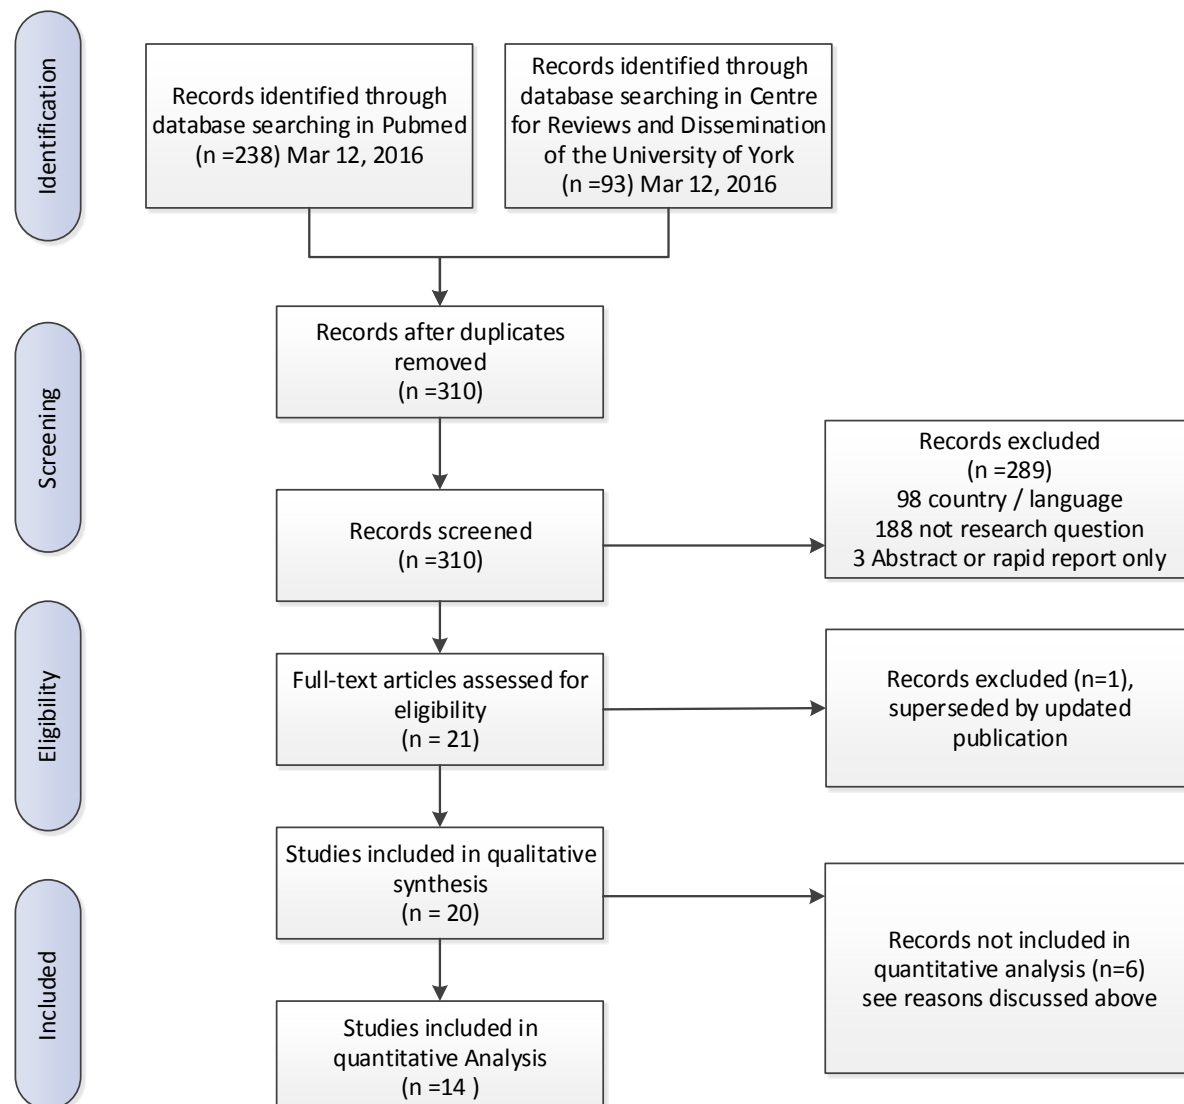 Identification
Records identified through
database searching in Pubmed
(n =238) Mar 12, 2016
Records identified through
database searching in Centre
for Reviews and Dissemination
of the University of York
(n =93) Mar 12, 2016
Screening
Records after duplicates
removed
(n =310)
Records screened
(n =310)
Records excluded
(n =289)
98 country / language
188 not research question
3 Abstract or rapid report only
Eligibility
Full-text articles assessed for
eligibility
(n = 21)
Records excluded (n=1),
superseded by updated
publication
Included
Studies included in qualitative
synthesis
(n = 20)
Records not included in
quantitative analysis (n=6)
see reasons discussed above
Studies included in
quantitative Analysis
(n =14 )